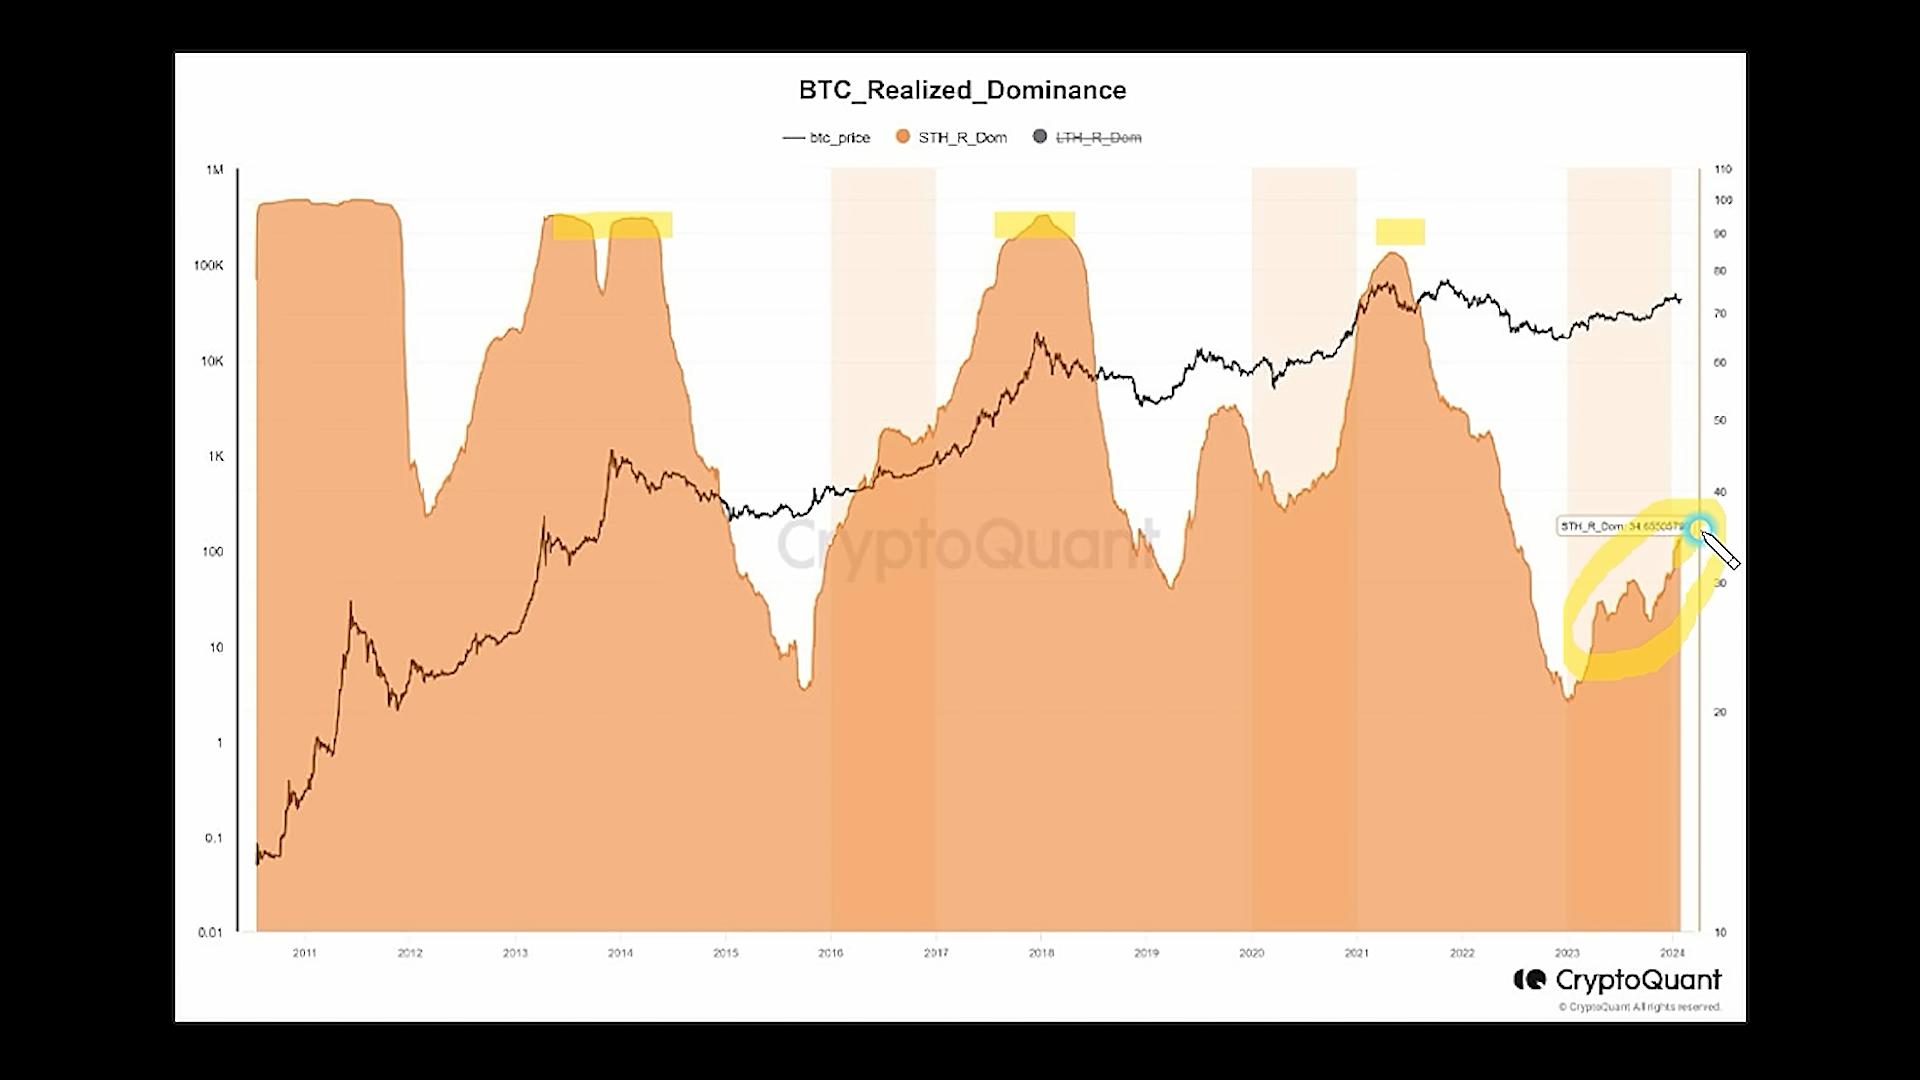 BTC_Realized_Dominance
btc_price STH_R_Dom LTH_R_Dom
1M 110
100
90
100K 80
70
10K 60
50
1K 40
100 30
10
20
1
0.1
0.01 10
CryptoQuant
STH_R_Dom:
2011 2012 2013 2014 2015 2016 2017 2018 2019 2020 2021 2022 2023 2024
CryptoQuant
© CryptoQuant All rights reserved.